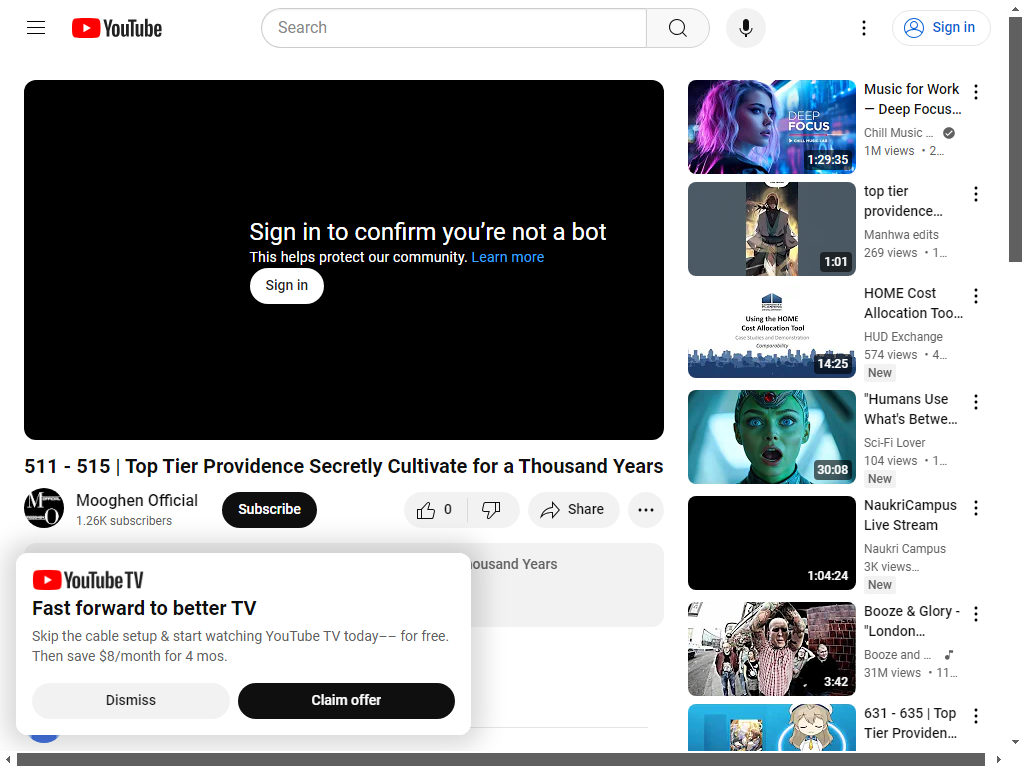 YouTube
Search
Sign in
Sign in to confirm you’re not a bot
This helps protect our community. Learn more
Sign in
511 - 515 | Top Tier Providence Secretly Cultivate for a Thousand Years
Mooghen Official
1.26K subscribers
Subscribe
0
Share
housand Years
YouTube TV
Fast forward to better TV
Skip the cable setup & start watching YouTube TV today–– for free.
Then save $8/month for 4 mos.
Dismiss
Claim offer
DEEP
FOCUS
CHILL MUSIC LAB
1:29:35
Music for Work
— Deep Focus...
Chill Music ...
1M views • 2...
1:01
top tier
providence...
Manhwa edits
269 views • 1...
Using the HOME
Cost Allocation Tool
Case Studies and Demonstration
Comparability
14:25
HOME Cost
Allocation Too...
HUD Exchange
574 views • 4...
New
30:08
"Humans Use
What's Betwe...
Sci-Fi Lover
104 views • 1...
New
1:04:24
NaukriCampus
Live Stream
Naukri Campus
3K views...
New
3:42
Booze & Glory -
"London...
Booze and ...
31M views • 11...
631 - 635 | Top
Tier Providen...